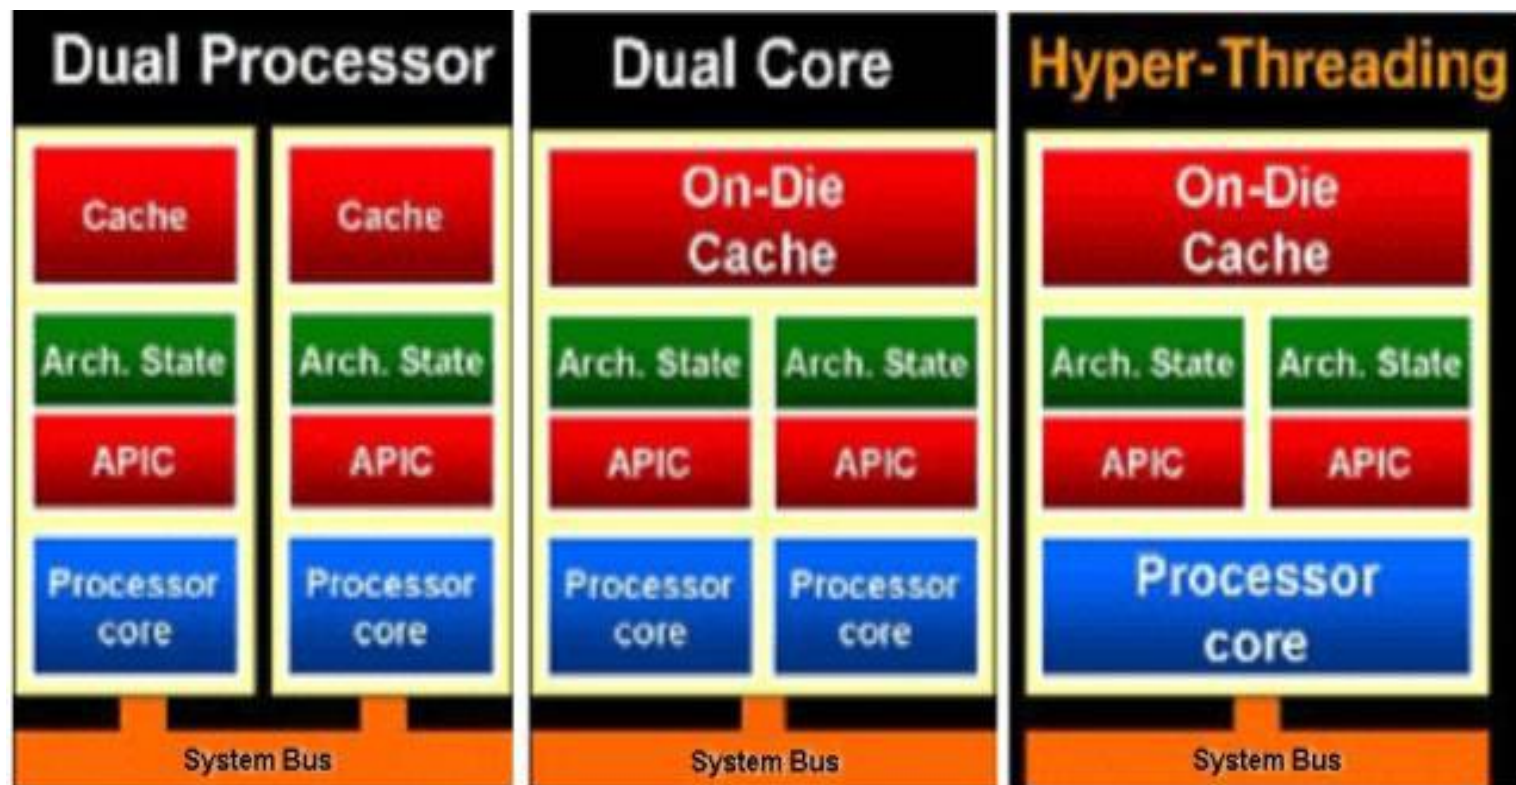 Dual Processor
Cache
Cache
Arch. State
Arch. State
APIC
APIC
Processor
core
Processor
core
System Bus
Dual Core
On-Die
Cache
Arch. State
Arch. State
APIC
APIC
Processor
core
Processor
core
System Bus
Hyper-Threading
On-Die
Cache
Arch. State
Arch. State
APIC
APIC
Processor
core
System Bus